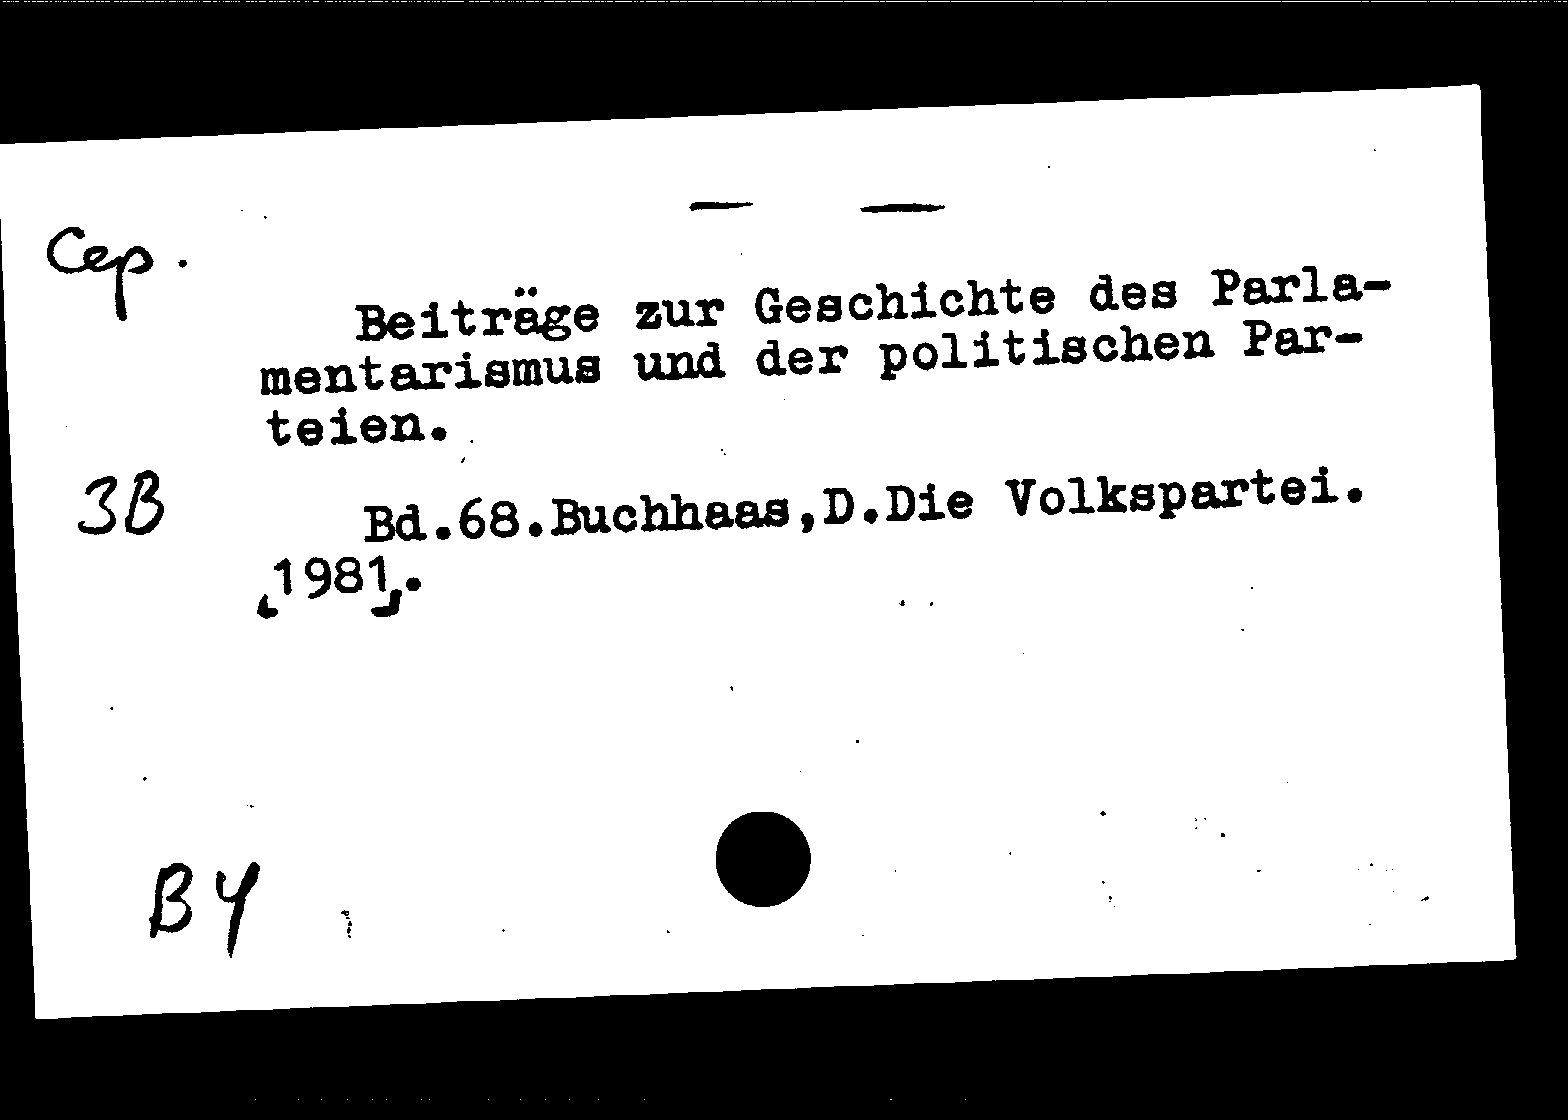 Сер.
Beiträge zur Geschichte des Parla-
mentarismus und der politischen Par-
teien.
3B
Bd.68.Buchhaas,D.Die Volkspartei.
[1981].
ВЧ